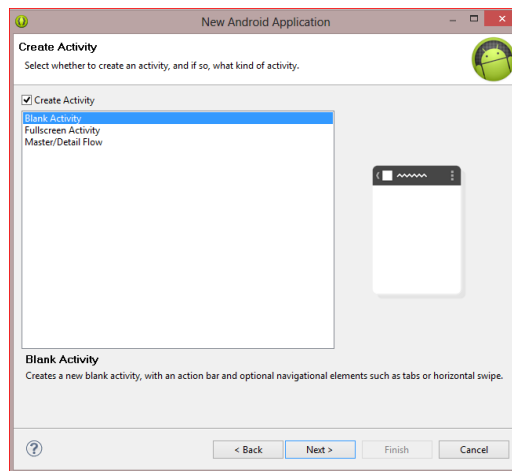 New Android Application
Create Activity
Select whether to create an activity, and if so, what kind of activity.
Create Activity
Blank Activity
Fullscreen Activity
Master/Detail Flow
Blank Activity
Creates a new blank activity, with an action bar and optional navigational elements such as tabs or horizontal swipe.
< Back Next > Finish Cancel